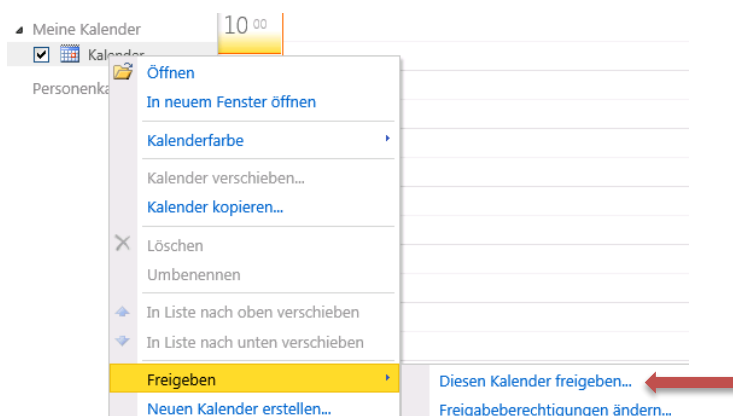 Meine Kalender
10 00
Kalender
Öffnen
Personenka
In neuem Fenster öffnen
Kalenderfarbe
Kalender verschieben...
Kalender kopieren...
Löschen
Umbenennen
In Liste nach oben verschieben
In Liste nach unten verschieben
Freigeben
Diesen Kalender freigeben...
Neuen Kalender erstellen...
Freigabeberechtigungen ändern...